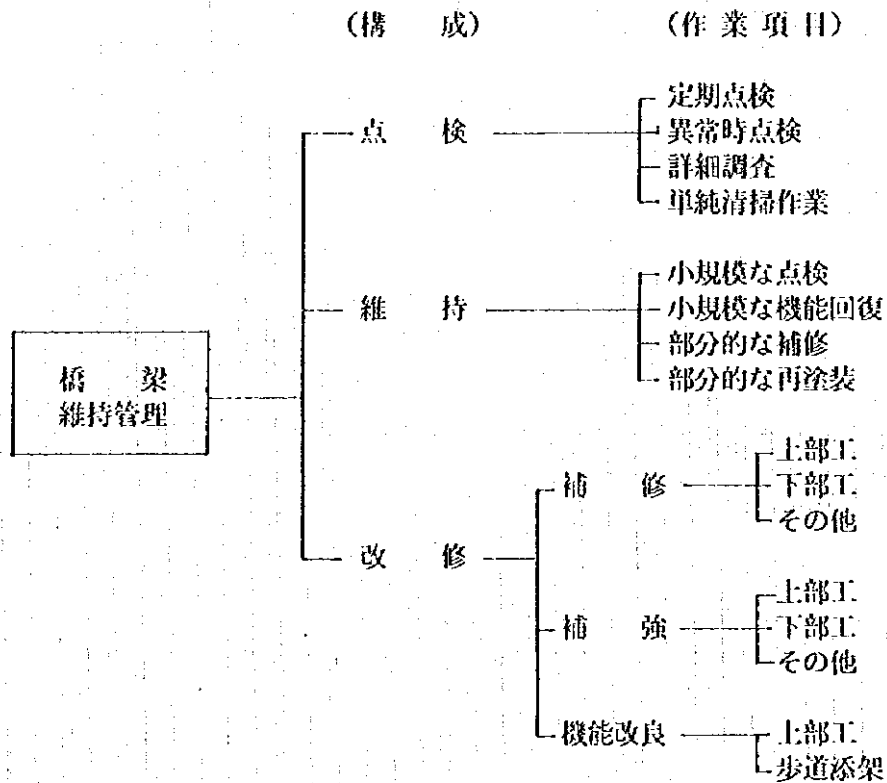 (構 成) (作業項目)
点 検
定期点検
異常時点検
詳細調査
単純清掃作業
維 持
小規模な点検
小規模な機能回復
部分的な補修
部分的な再塗装
橋 梁
維持管理
改 修
補 修
上部工
下部工
その他
補 強
上部工
下部工
その他
機能改良
上部工
歩道添架